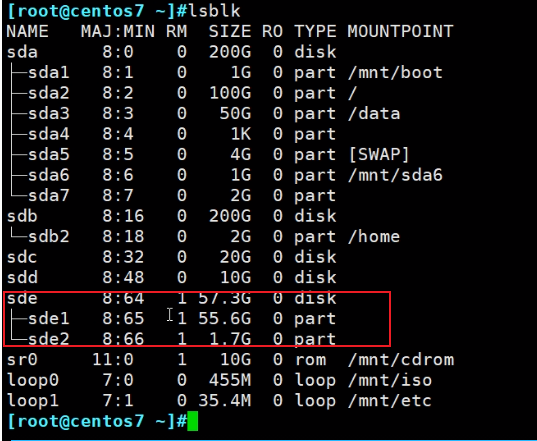 [root@centos7 ~]#lsblk
NAME   MAJ:MIN RM  SIZE RO TYPE MOUNTPOINT
sda      8:0    0  200G  0 disk
├─sda1   8:1    0    1G  0 part /mnt/boot
├─sda2   8:2    0  100G  0 part /
├─sda3   8:3    0   50G  0 part /data
├─sda4   8:4    0    1K  0 part
├─sda5   8:5    0    4G  0 part [SWAP]
├─sda6   8:6    0    1G  0 part /mnt/sda6
└─sda7   8:7    0    2G  0 part
sdb      8:16   0  200G  0 disk
└─sdb2   8:18   0    2G  0 part /home
sdc      8:32   0   20G  0 disk
sdd      8:48   0   10G  0 disk
sde      8:64   1 57.3G  0 disk
├─sde1   8:65   1 55.6G  0 part
└─sde2   8:66   1  1.7G  0 part
sr0     11:0    1   10G  0 rom  /mnt/cdrom
loop0    7:0    0  455M  0 loop /mnt/iso
loop1    7:1    0 35.4M  0 loop /mnt/etc
[root@centos7 ~]#